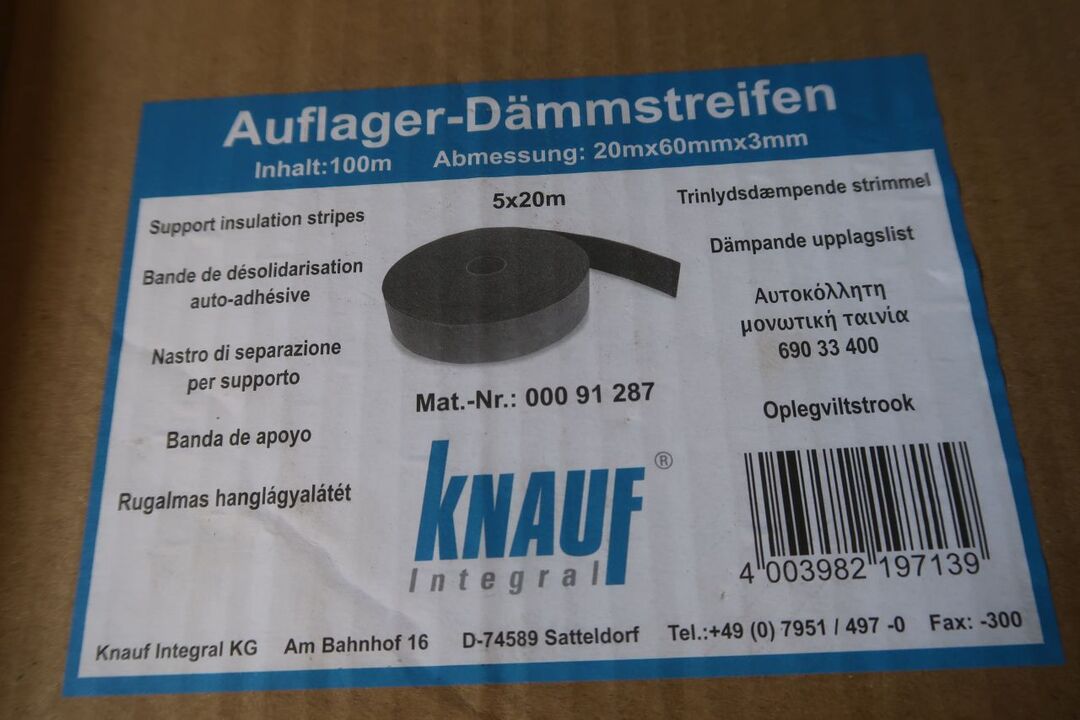 Auflager-Dämmstreifen
Inhalt:100m Abmessung: 20mx60mmx3mm
5x20m
Support insulation stripes
Bande de désolidarisation
auto-adhésive
Nastro di separazione
per supporto
Banda de apoyo
Rugalmas hanglágyalátét
Trinlydsdæmpende strimmel
Dämpande upplagslist
Αυτοκόλλητη
μονωτική ταινία
690 33 400
Oplegviltstrook
Mat.-Nr.: 000 91 287
KNAUF ®
Integral
4 003982 197139
Knauf Integral KG Am Bahnhof 16 D-74589 Satteldorf Tel.:+49 (0) 7951 / 497 -0 Fax: -300